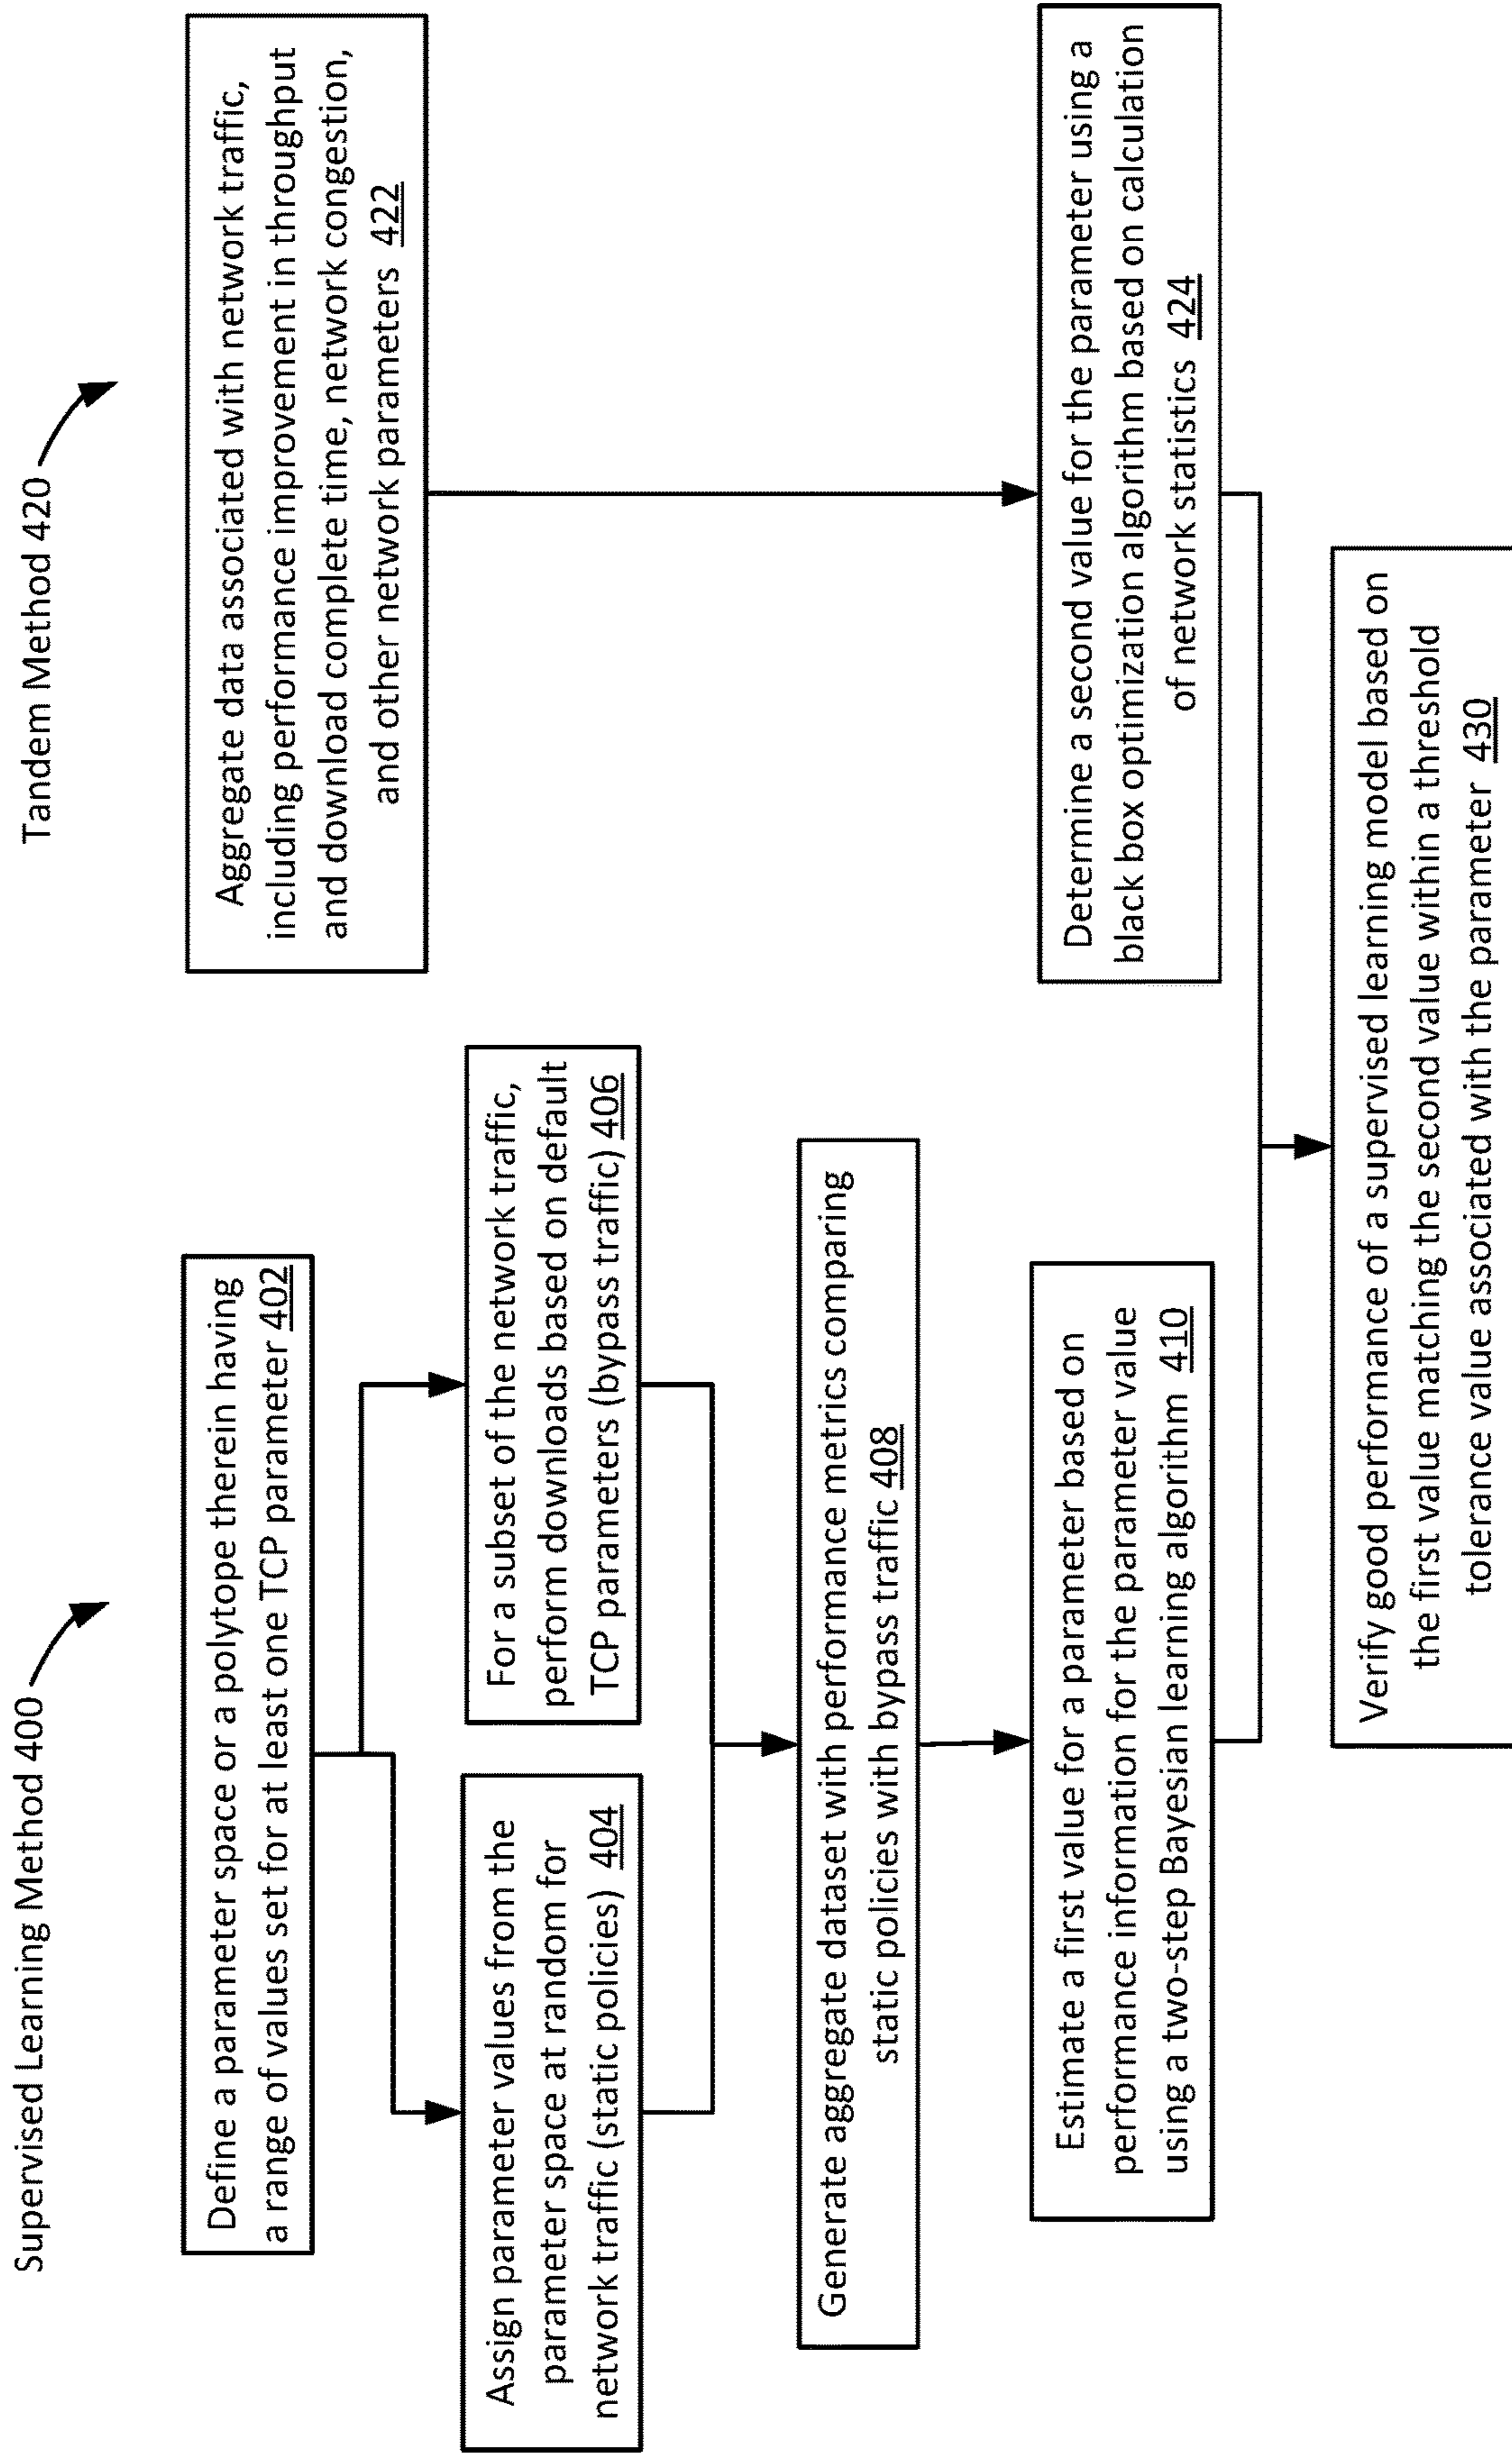 Supervised Learning Method 400
Define a parameter space or a polytope therein having
a range of values set for at least one TCP parameter 402
Assign parameter values from the
parameter space at random for
network traffic (static policies) 404
For a subset of the network traffic,
perform downloads based on default
TCP parameters (bypass traffic) 406
Generate aggregate dataset with performance metrics comparing
static policies with bypass traffic 408
Estimate a first value for a parameter based on
performance information for the parameter value
using a two-step Bayesian learning algorithm 410
Tandem Method 420
Aggregate data associated with network traffic,
including performance improvement in throughput
and download complete time, network congestion,
and other network parameters 422
Determine a second value for the parameter using a
black box optimization algorithm based on calculation
of network statistics 424
Verify good performance of a supervised learning model based on
the first value matching the second value within a threshold
tolerance value associated with the parameter 430